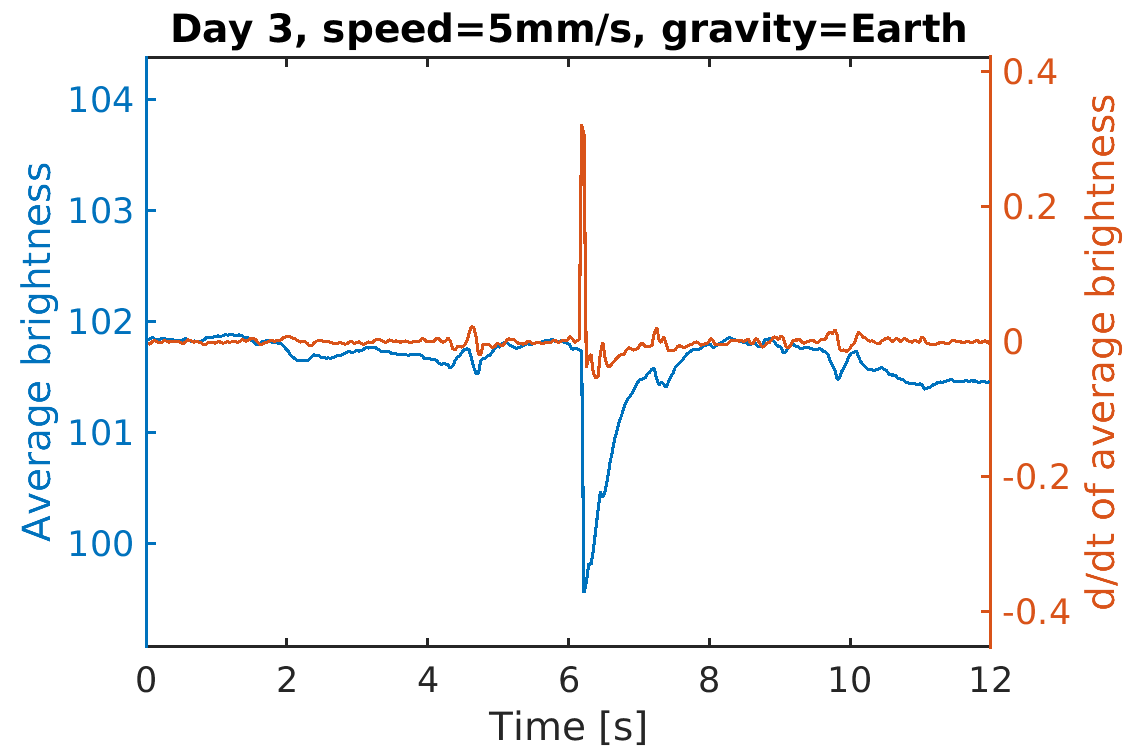 Day 3, speed=5mm/s, gravity=Earth
Average brightness
104
103
102
101
100
0.4
0.2
0
-0.2
-0.4
d/dt of average brightness
0 2 4 6 8 10 12
Time [s]